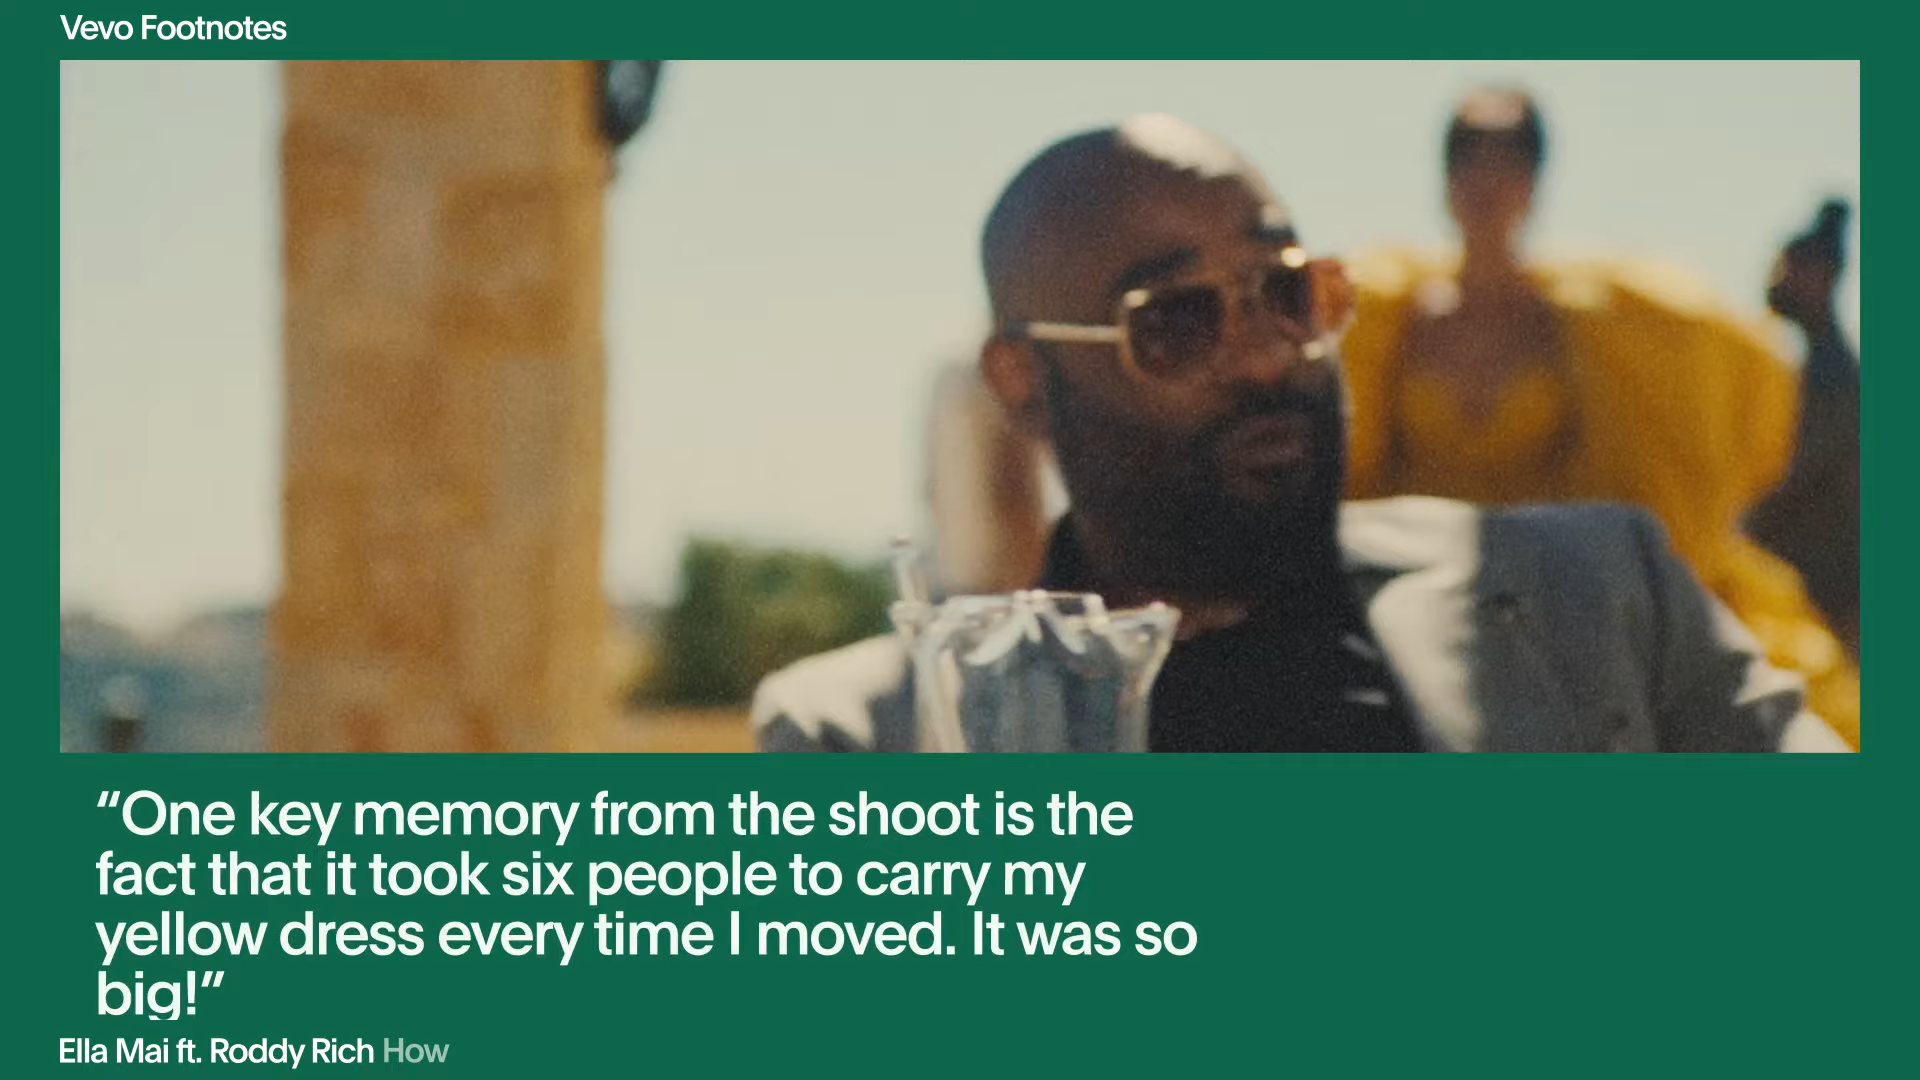 Vevo Footnotes
“One key memory from the shoot is the
fact that it took six people to carry my
yellow dress every time I moved. It was so
big!”
Ella Mai ft. Roddy Rich How